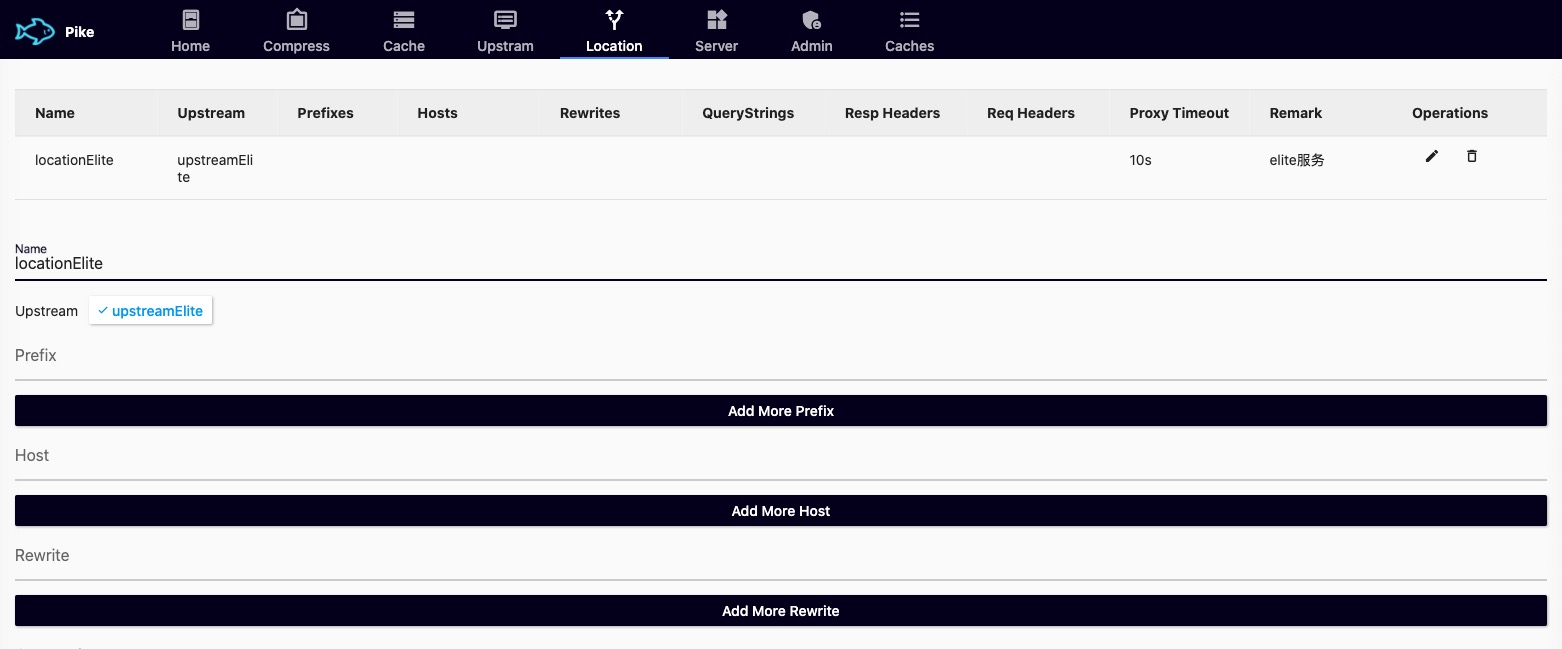 Pike
Home Compress Cache Upstram Location Server Admin Caches
Name Upstream Prefixes Hosts Rewrites QueryStrings Resp Headers Req Headers Proxy Timeout Remark Operations
locationElite upstreamEli 10s elite服务
te
Name
locationElite
Upstream upstreamElite
Prefix
Add More Prefix
Host
Add More Host
Rewrite
Add More Rewrite